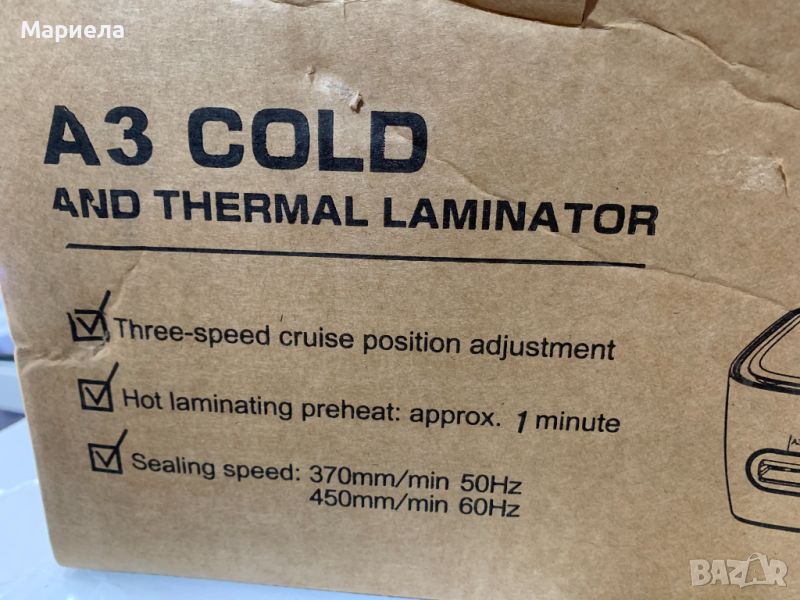 Мариела
A3 COLD
AND THERMAL LAMINATOR
Three-speed cruise position adjustment
Hot laminating preheat: approx. 1 minute
Sealing speed: 370mm/min 50Hz
450mm/min 60Hz
BAZAR